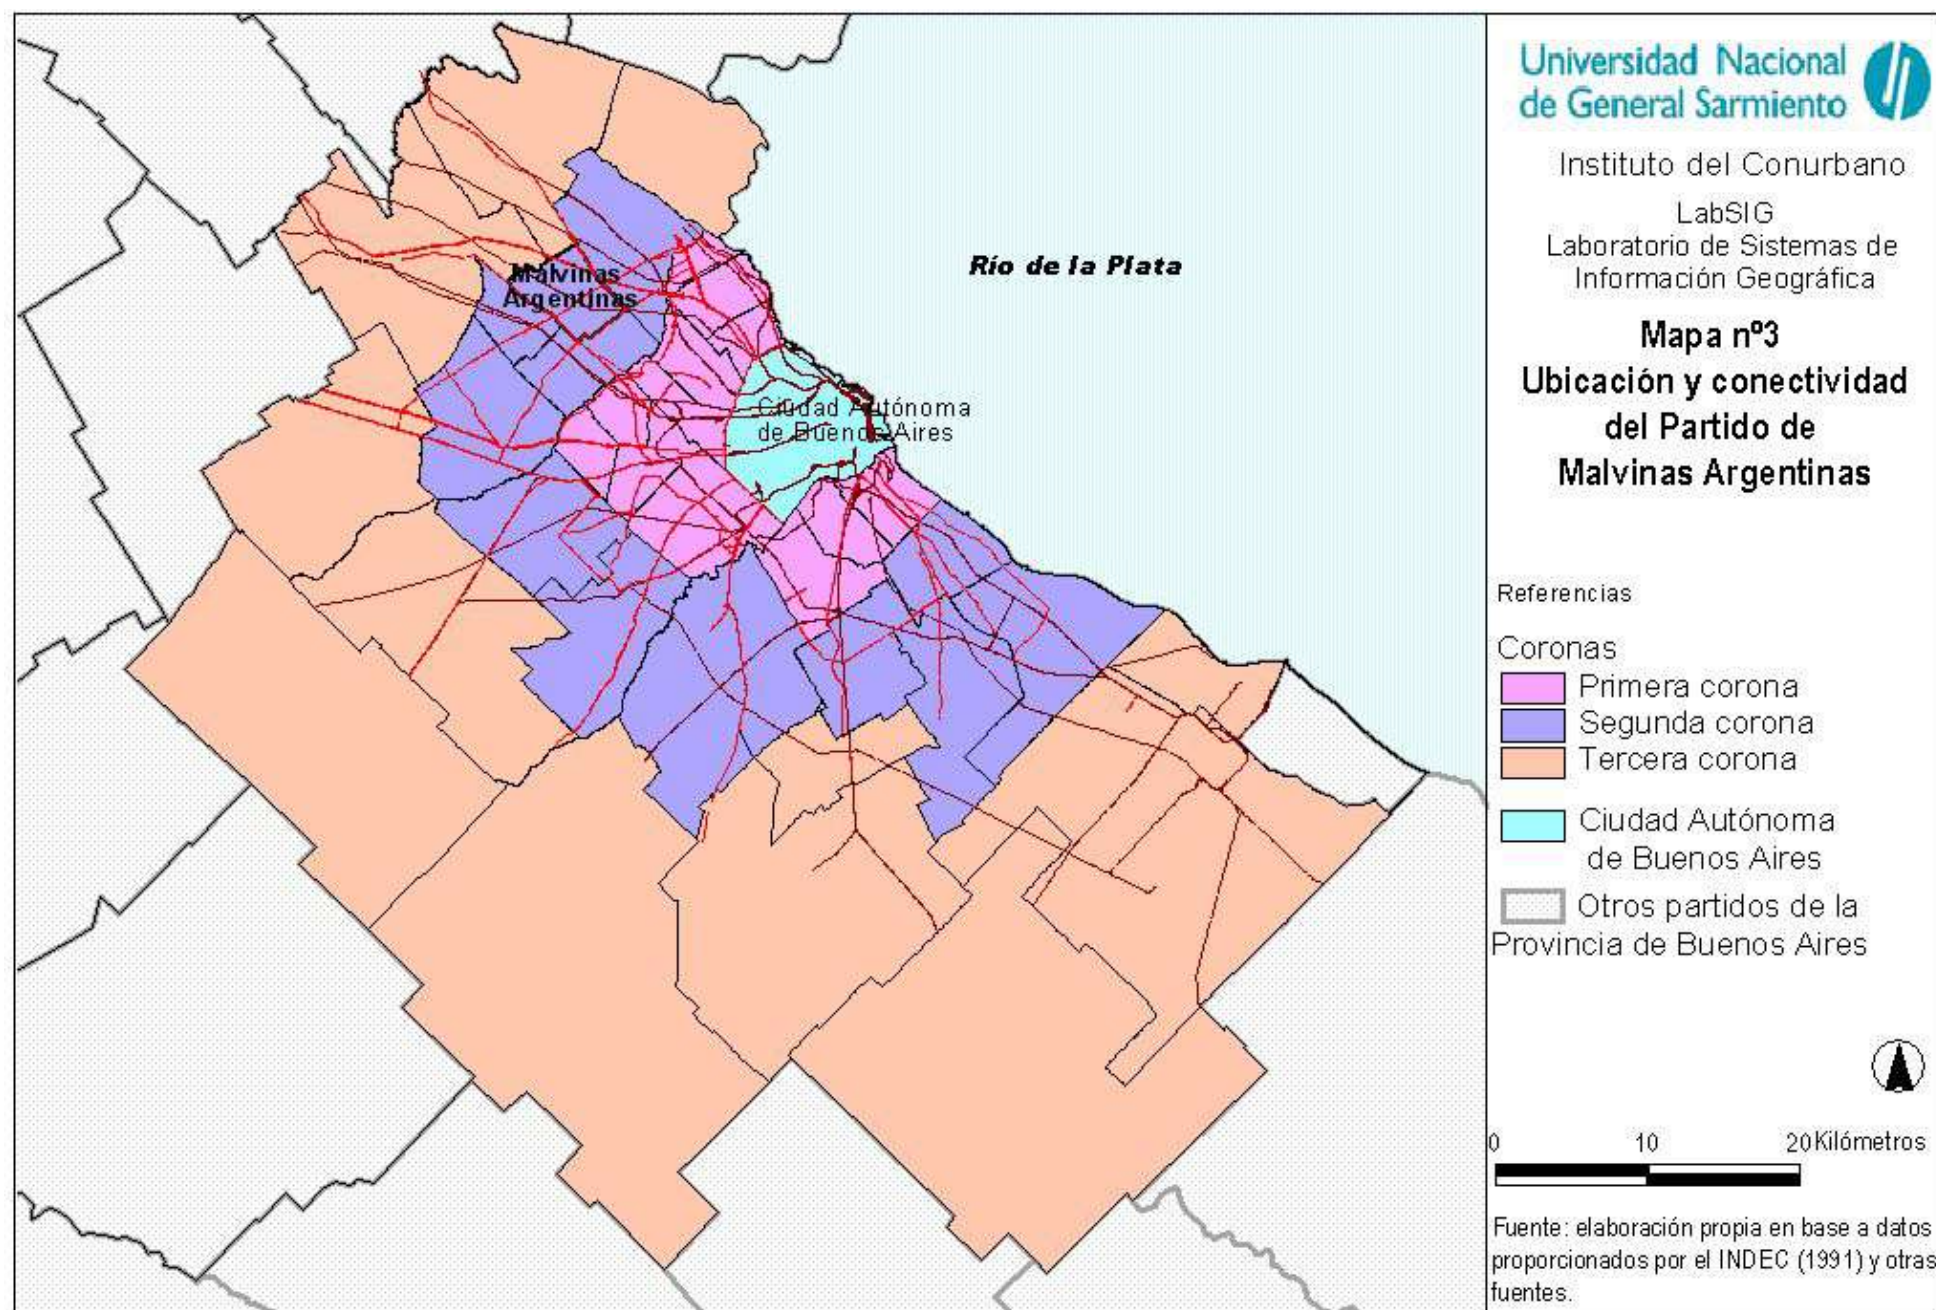 Malvinas
Argentinas
Río de la Plata
Ciudad Autónoma
de Buenos Aires
Universidad Nacional
de General Sarmiento
Instituto del Conurbano
LabSIG
Laboratorio de Sistemas de
Información Geográfica
Mapa nº3
Ubicación y conectividad
del Partido de
Malvinas Argentinas
Referencias
Coronas
Primera corona
Segunda corona
Tercera corona
Ciudad Autónoma
de Buenos Aires
Otros partidos de la
Provincia de Buenos Aires
0 10 20 Kilómetros
Fuente: elaboración propia en base a datos
proporcionados por el INDEC (1991) y otras
fuentes.